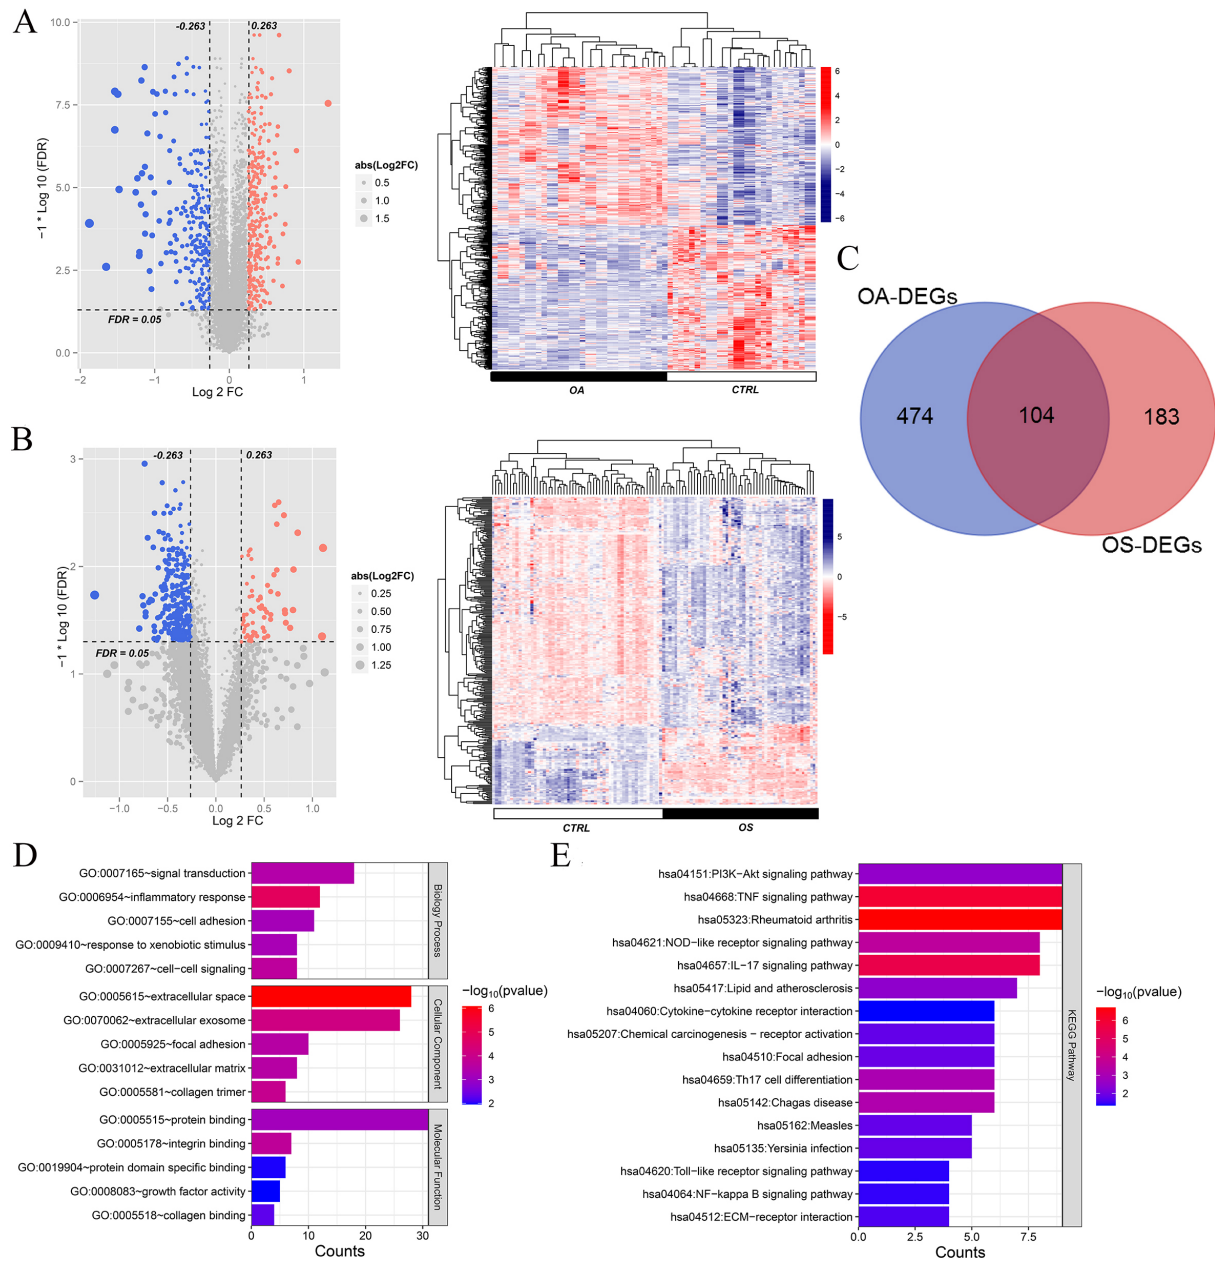 A
-0.263
0.263
10.0
7.5
5.0
2.5
0.0
−1 * Log 10 (FDR)
FDR = 0.05
−2
−1
0
1
Log 2 FC
abs(Log2FC)
0.5
1.0
1.5
6
4
2
0
−2
−4
−6
OA
CTRL
C
OA-DEGs
474
104
183
OS-DEGs
B
-0.263
0.263
3
2
1
0
−1 * Log 10 (FDR)
FDR = 0.05
−1.0
−0.5
0.0
0.5
1.0
Log 2 FC
abs(Log2FC)
0.25
0.50
0.75
1.00
1.25
5
0
−5
CTRL
OS
D
GO:0007165~signal transduction
GO:0006954~inflammatory response
GO:0007155~cell adhesion
GO:0009410~response to xenobiotic stimulus
GO:0007267~cell−cell signaling
Biology Process
GO:0005615~extracellular space
GO:0070062~extracellular exosome
GO:0005925~focal adhesion
GO:0031012~extracellular matrix
GO:0005581~collagen trimer
Cellular Component
GO:0005515~protein binding
GO:0005178~integrin binding
GO:0019904~protein domain specific binding
GO:0008083~growth factor activity
GO:0005518~collagen binding
Molecular Function
0
10
20
30
Counts
−log10(pvalue)
6
5
4
3
2
E
hsa04151:PI3K−Akt signaling pathway
hsa04668:TNF signaling pathway
hsa05323:Rheumatoid arthritis
hsa04621:NOD−like receptor signaling pathway
hsa04657:IL−17 signaling pathway
hsa05417:Lipid and atherosclerosis
hsa04060:Cytokine−cytokine receptor interaction
hsa05207:Chemical carcinogenesis − receptor activation
hsa04510:Focal adhesion
hsa04659:Th17 cell differentiation
hsa05142:Chagas disease
hsa05162:Measles
hsa05135:Yersinia infection
hsa04620:Toll−like receptor signaling pathway
hsa04064:NF−kappa B signaling pathway
hsa04512:ECM−receptor interaction
KEGG Pathway
0.0
2.5
5.0
7.5
Counts
−log10(pvalue)
6
5
4
3
2